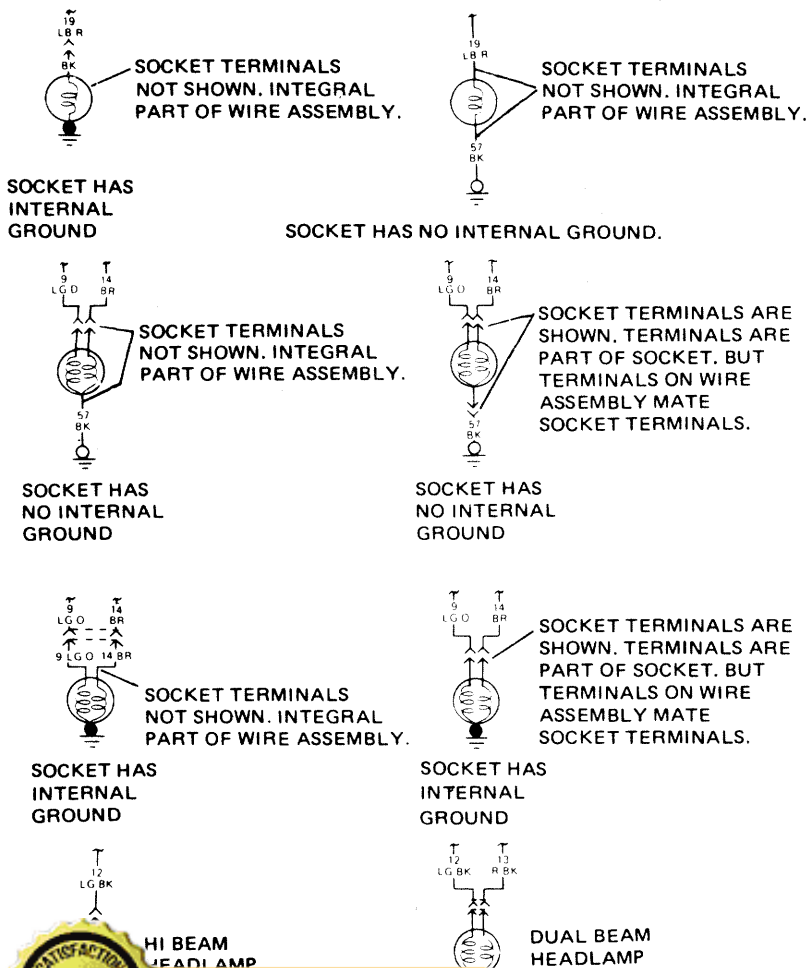 19
LB R
BK
SOCKET TERMINALS
NOT SHOWN. INTEGRAL
PART OF WIRE ASSEMBLY.
SOCKET HAS
INTERNAL
GROUND
19
LB R
SOCKET TERMINALS
NOT SHOWN. INTEGRAL
PART OF WIRE ASSEMBLY.
57
BK
SOCKET HAS NO INTERNAL GROUND.
9 14
LG O BR
SOCKET TERMINALS
NOT SHOWN. INTEGRAL
PART OF WIRE ASSEMBLY.
57
BK
SOCKET HAS
NO INTERNAL
GROUND
9 14
LG O BR
SOCKET TERMINALS ARE
SHOWN. TERMINALS ARE
PART OF SOCKET. BUT
TERMINALS ON WIRE
ASSEMBLY MATE
SOCKET TERMINALS.
57
BK
SOCKET HAS
NO INTERNAL
GROUND
9 14
LG O BR
9 LG O 14 BR
SOCKET TERMINALS
NOT SHOWN. INTEGRAL
PART OF WIRE ASSEMBLY.
SOCKET HAS
INTERNAL
GROUND
9 14
LG O BR
SOCKET TERMINALS ARE
SHOWN. TERMINALS ARE
PART OF SOCKET. BUT
TERMINALS ON WIRE
ASSEMBLY MATE
SOCKET TERMINALS.
SOCKET HAS
INTERNAL
GROUND
12
LG BK
HI BEAM
HEADLAMP
12 13
LG BK R BK
DUAL BEAM
HEADLAMP